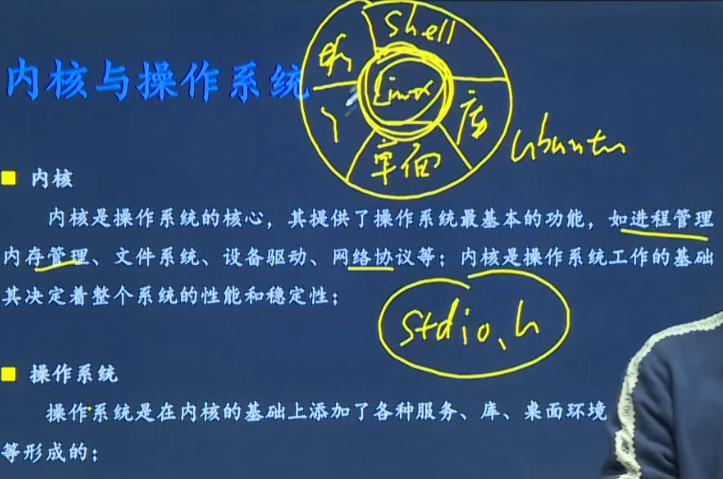 内核与操作系统
Shell
Linux
库
桌面
Ubuntu
■ 内核
内核是操作系统的核心，其提供了操作系统最基本的功能，如进程管理
内存管理、文件系统、设备驱动、网络协议等；内核是操作系统工作的基础
其决定着整个系统的性能和稳定性；
stdio.h
■ 操作系统
操作系统是在内核的基础上添加了各种服务、库、桌面环境
等形成的；